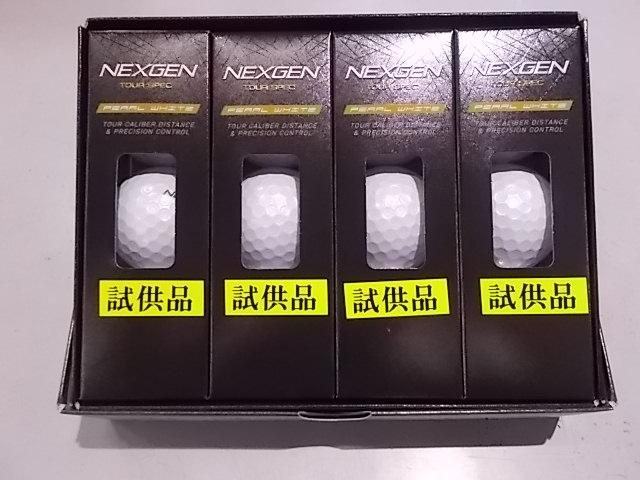 NEXGEN
TOUR SPEC
PEARL WHITE
TOUR CALIBER DISTANCE
& PRECISION CONTROL
試供品
NEXGEN
TOUR SPEC
PEARL WHITE
TOUR CALIBER DISTANCE
& PRECISION CONTROL
試供品
NEXGEN
TOUR SPEC
PEARL WHITE
TOUR CALIBER DISTANCE
& PRECISION CONTROL
試供品
NEXGEN
TOUR SPEC
PEARL WHITE
TOUR CALIBER DISTANCE
& PRECISION CONTROL
試供品